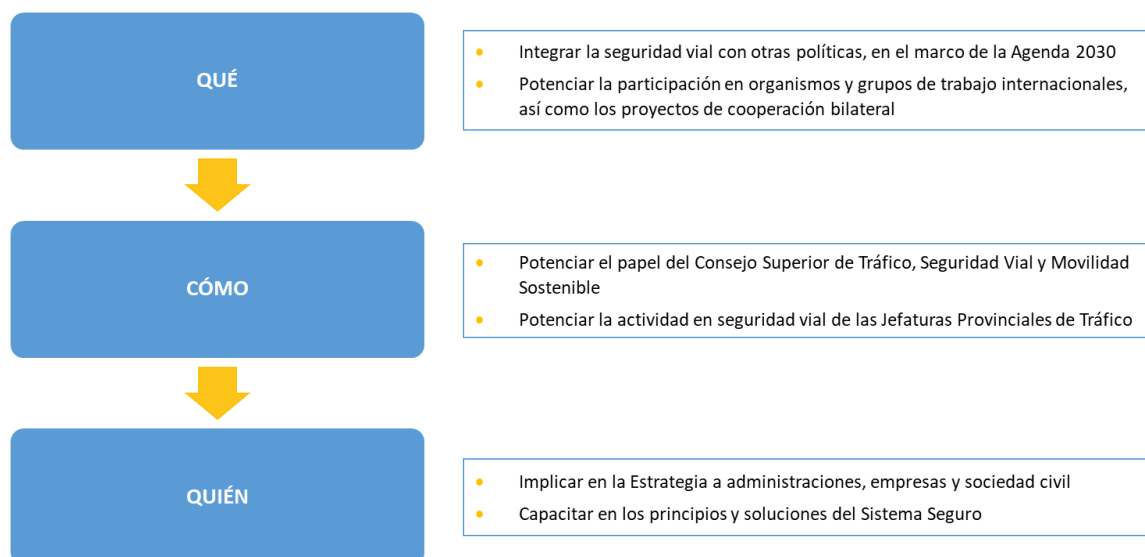 QUÉ
• Integrar la seguridad vial con otras políticas, en el marco de la Agenda 2030
• Potenciar la participación en organismos y grupos de trabajo internacionales,
así como los proyectos de cooperación bilateral
CÓMO
• Potenciar el papel del Consejo Superior de Tráfico, Seguridad Vial y Movilidad
Sostenible
• Potenciar la actividad en seguridad vial de las Jefaturas Provinciales de Tráfico
QUIÉN
• Implicar en la Estrategia a administraciones, empresas y sociedad civil
• Capacitar en los principios y soluciones del Sistema Seguro